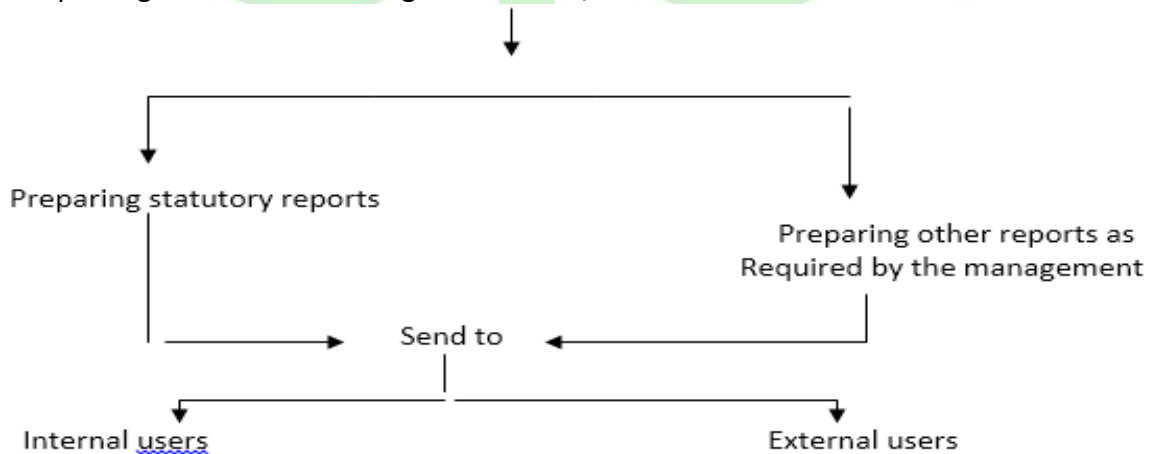 Preparing statutory reports
Preparing other reports as
Required by the management
Send to
Internal users
External users